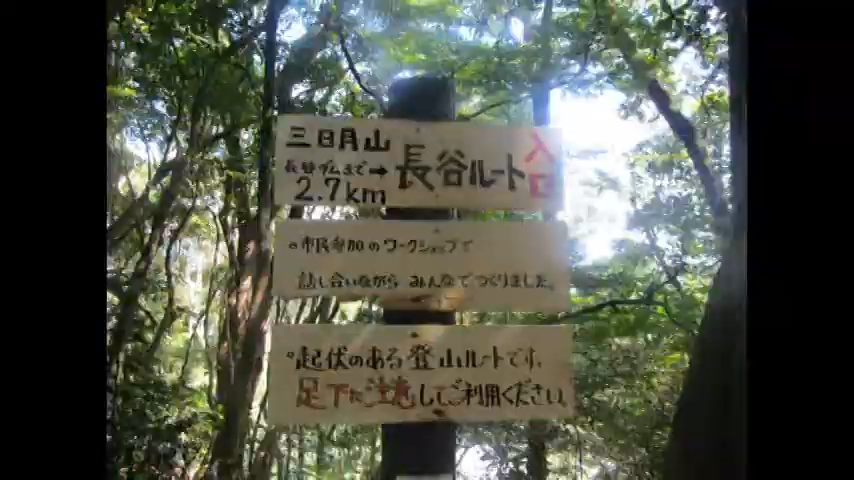 三日月山
長谷ダムまで→長谷ルート入口
2.7km
○市民参加のワークショップで
話し合いながら みんなでつくりました。
○起伏のある登山ルートです。
足下に注意してご利用ください。